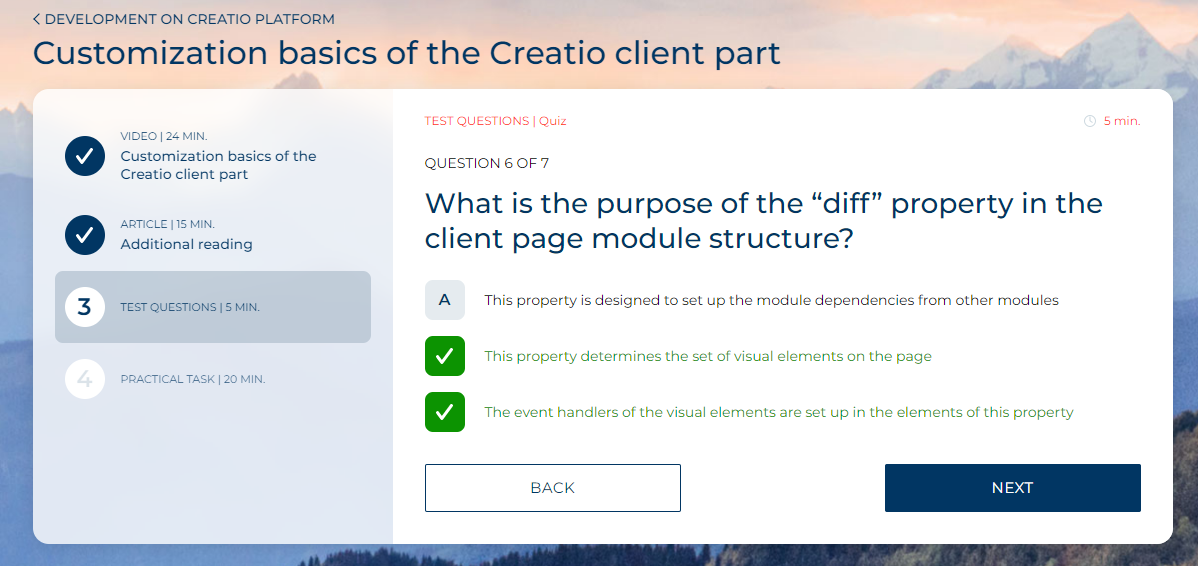 < DEVELOPMENT ON CREATIO PLATFORM
Customization basics of the Creatio client part
VIDEO | 24 MIN.
Customization basics of the
Creatio client part
ARTICLE | 15 MIN.
Additional reading
3
TEST QUESTIONS | 5 MIN.
4
PRACTICAL TASK | 20 MIN.
TEST QUESTIONS | Quiz
5 min.
QUESTION 6 OF 7
What is the purpose of the “diff” property in the
client page module structure?
A
This property is designed to set up the module dependencies from other modules
This property determines the set of visual elements on the page
The event handlers of the visual elements are set up in the elements of this property
BACK
NEXT